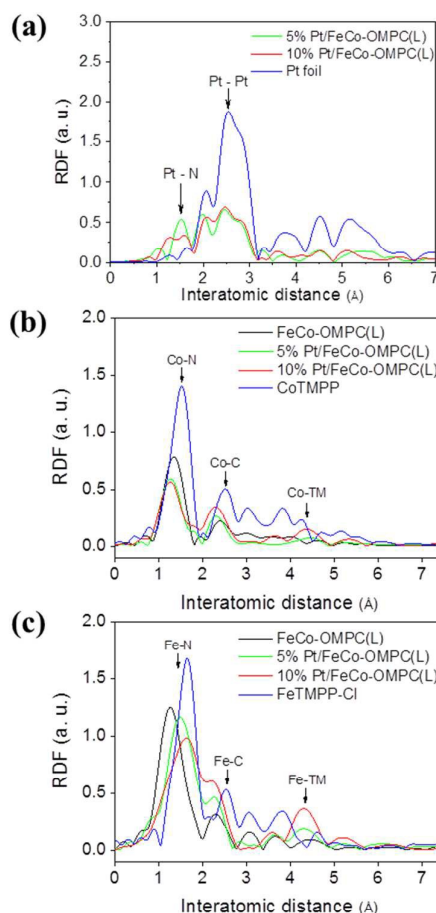 (a)
5% Pt/FeCo-OMPC(L)
10% Pt/FeCo-OMPC(L)
Pt foil
Pt - Pt
Pt - N
RDF (a. u.)
3.0
2.5
2.0
1.5
1.0
0.5
0.0
0 1 2 3 4 5 6 7
Interatomic distance (Å)
(b)
FeCo-OMPC(L)
5% Pt/FeCo-OMPC(L)
10% Pt/FeCo-OMPC(L)
CoTMPP
Co-N
Co-C
Co-TM
RDF (a. u.)
2.0
1.5
1.0
0.5
0.0
0 1 2 3 4 5 6 7
Interatomic distance (Å)
(c)
FeCo-OMPC(L)
5% Pt/FeCo-OMPC(L)
10% Pt/FeCo-OMPC(L)
FeTMPP-Cl
Fe-N
Fe-C
Fe-TM
RDF (a. u.)
2.0
1.5
1.0
0.5
0.0
0 1 2 3 4 5 6 7
Interatomic distance (Å)